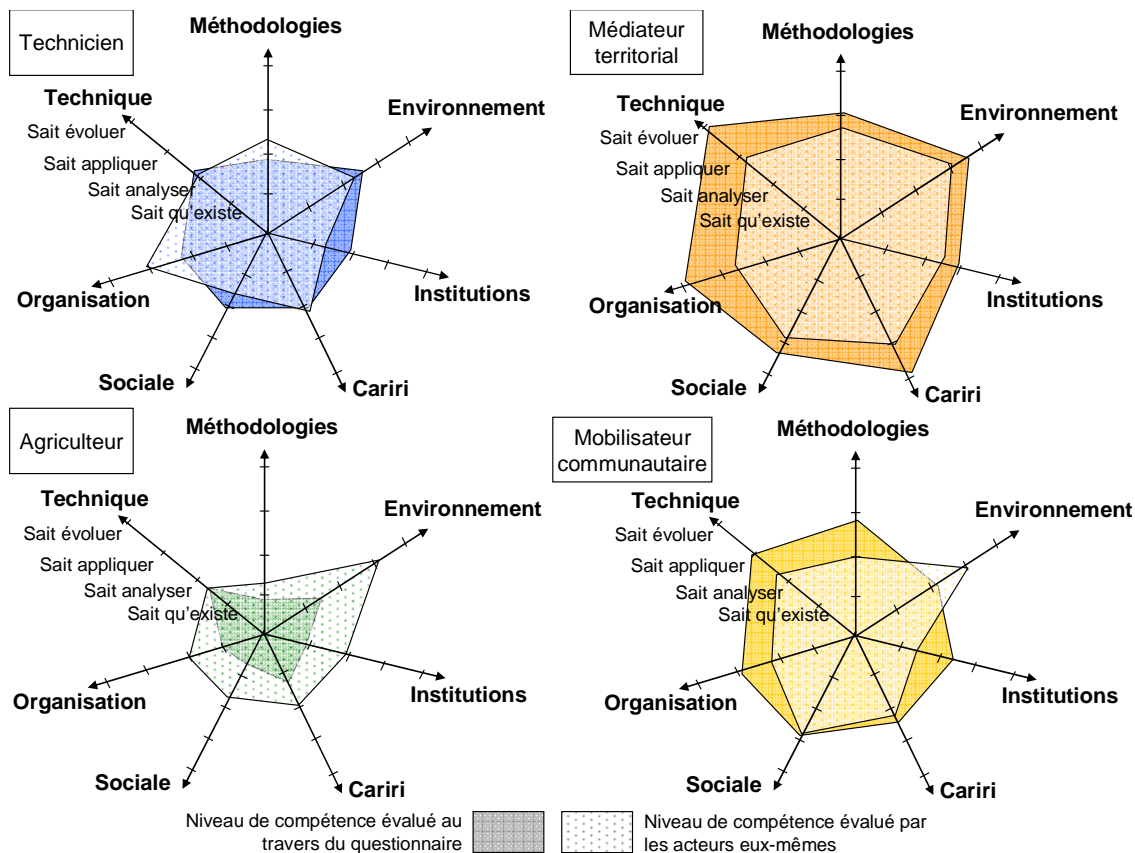 Technicien
Méthodologies
Technique
Environnement
Sait évoluer
Sait appliquer
Sait analyser
Sait qu'existe
Organisation
Institutions
Sociale
Cariri
Médiateur
territorial
Méthodologies
Technique
Environnement
Sait évoluer
Sait appliquer
Sait analyser
Sait qu'existe
Organisation
Institutions
Sociale
Cariri
Agriculteur
Méthodologies
Technique
Environnement
Sait évoluer
Sait appliquer
Sait analyser
Sait qu'existe
Organisation
Institutions
Sociale
Cariri
Mobilisateur
communautaire
Méthodologies
Technique
Environnement
Sait évoluer
Sait appliquer
Sait analyser
Sait qu'existe
Organisation
Institutions
Sociale
Cariri
Niveau de compétence évalué au
travers du questionnaire
Niveau de compétence évalué par
les acteurs eux-mêmes